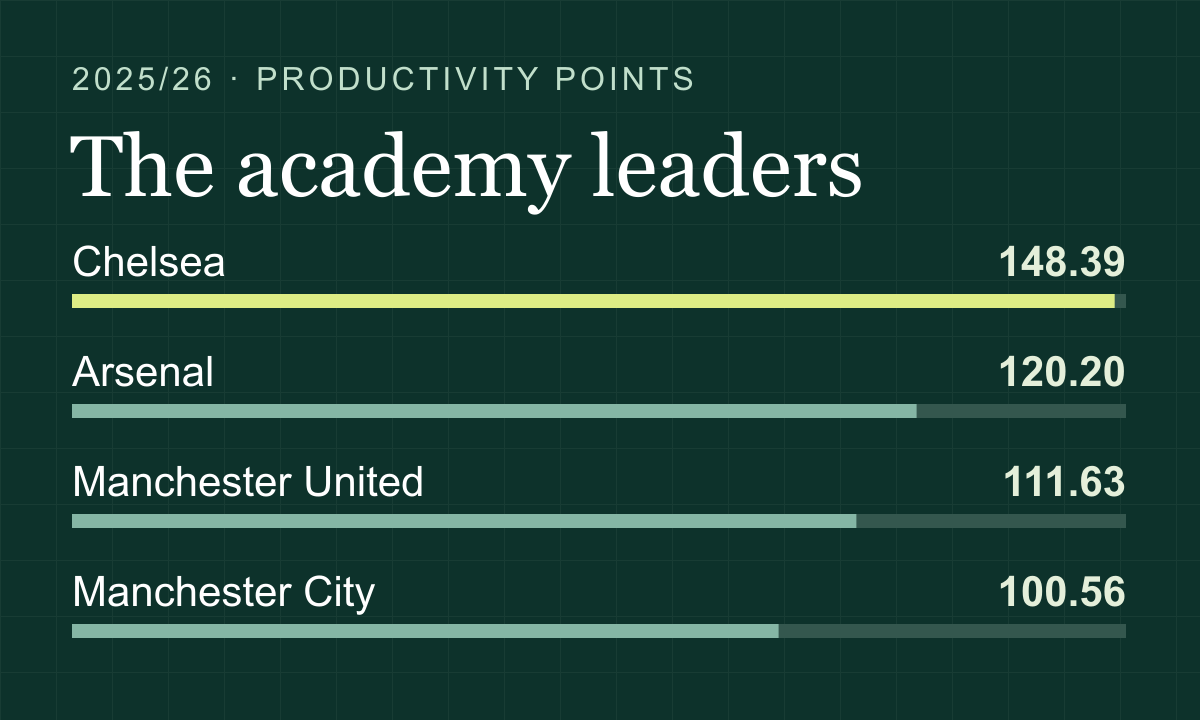 2025/26 · PRODUCTIVITY POINTS
The academy leaders
Chelsea 148.39
Arsenal 120.20
Manchester United 111.63
Manchester City 100.56